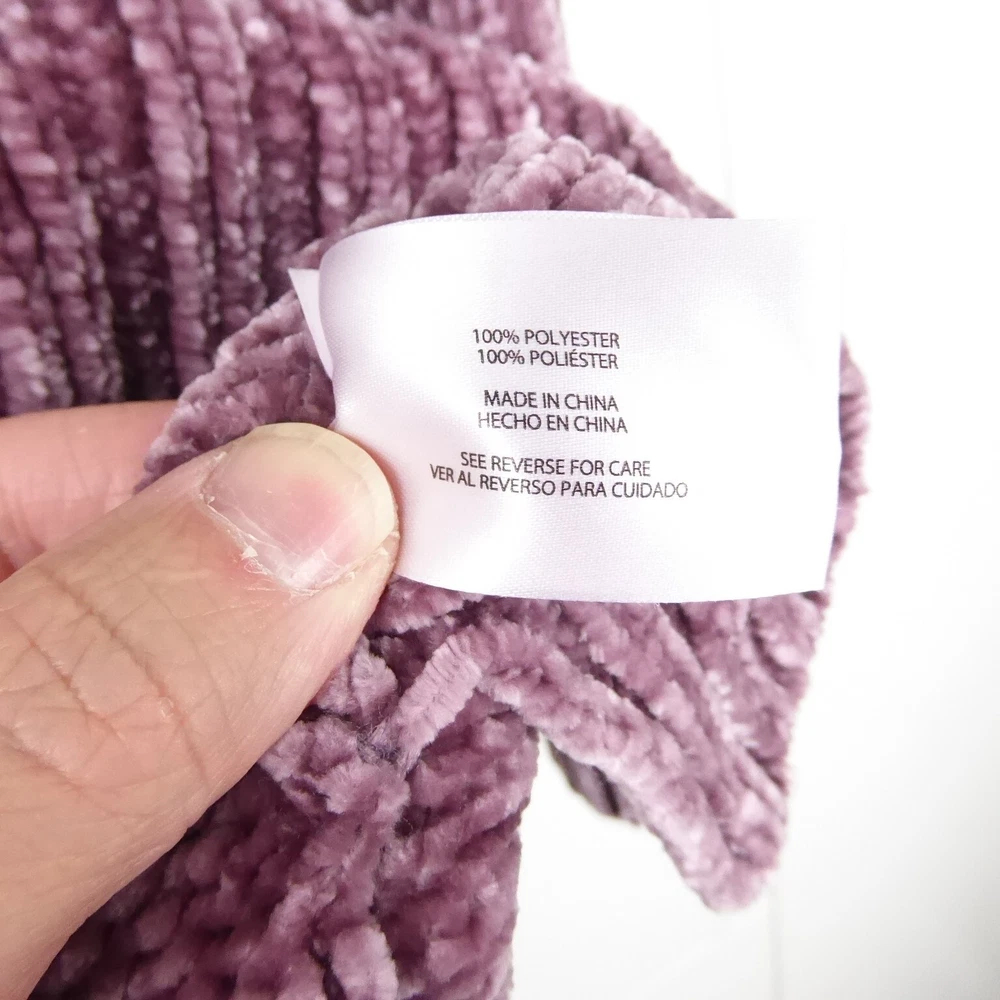 100% POLYESTER
100% POLIÉSTER
MADE IN CHINA
HECHO EN CHINA
SEE REVERSE FOR CARE
VER AL REVERSO PARA CUIDADO